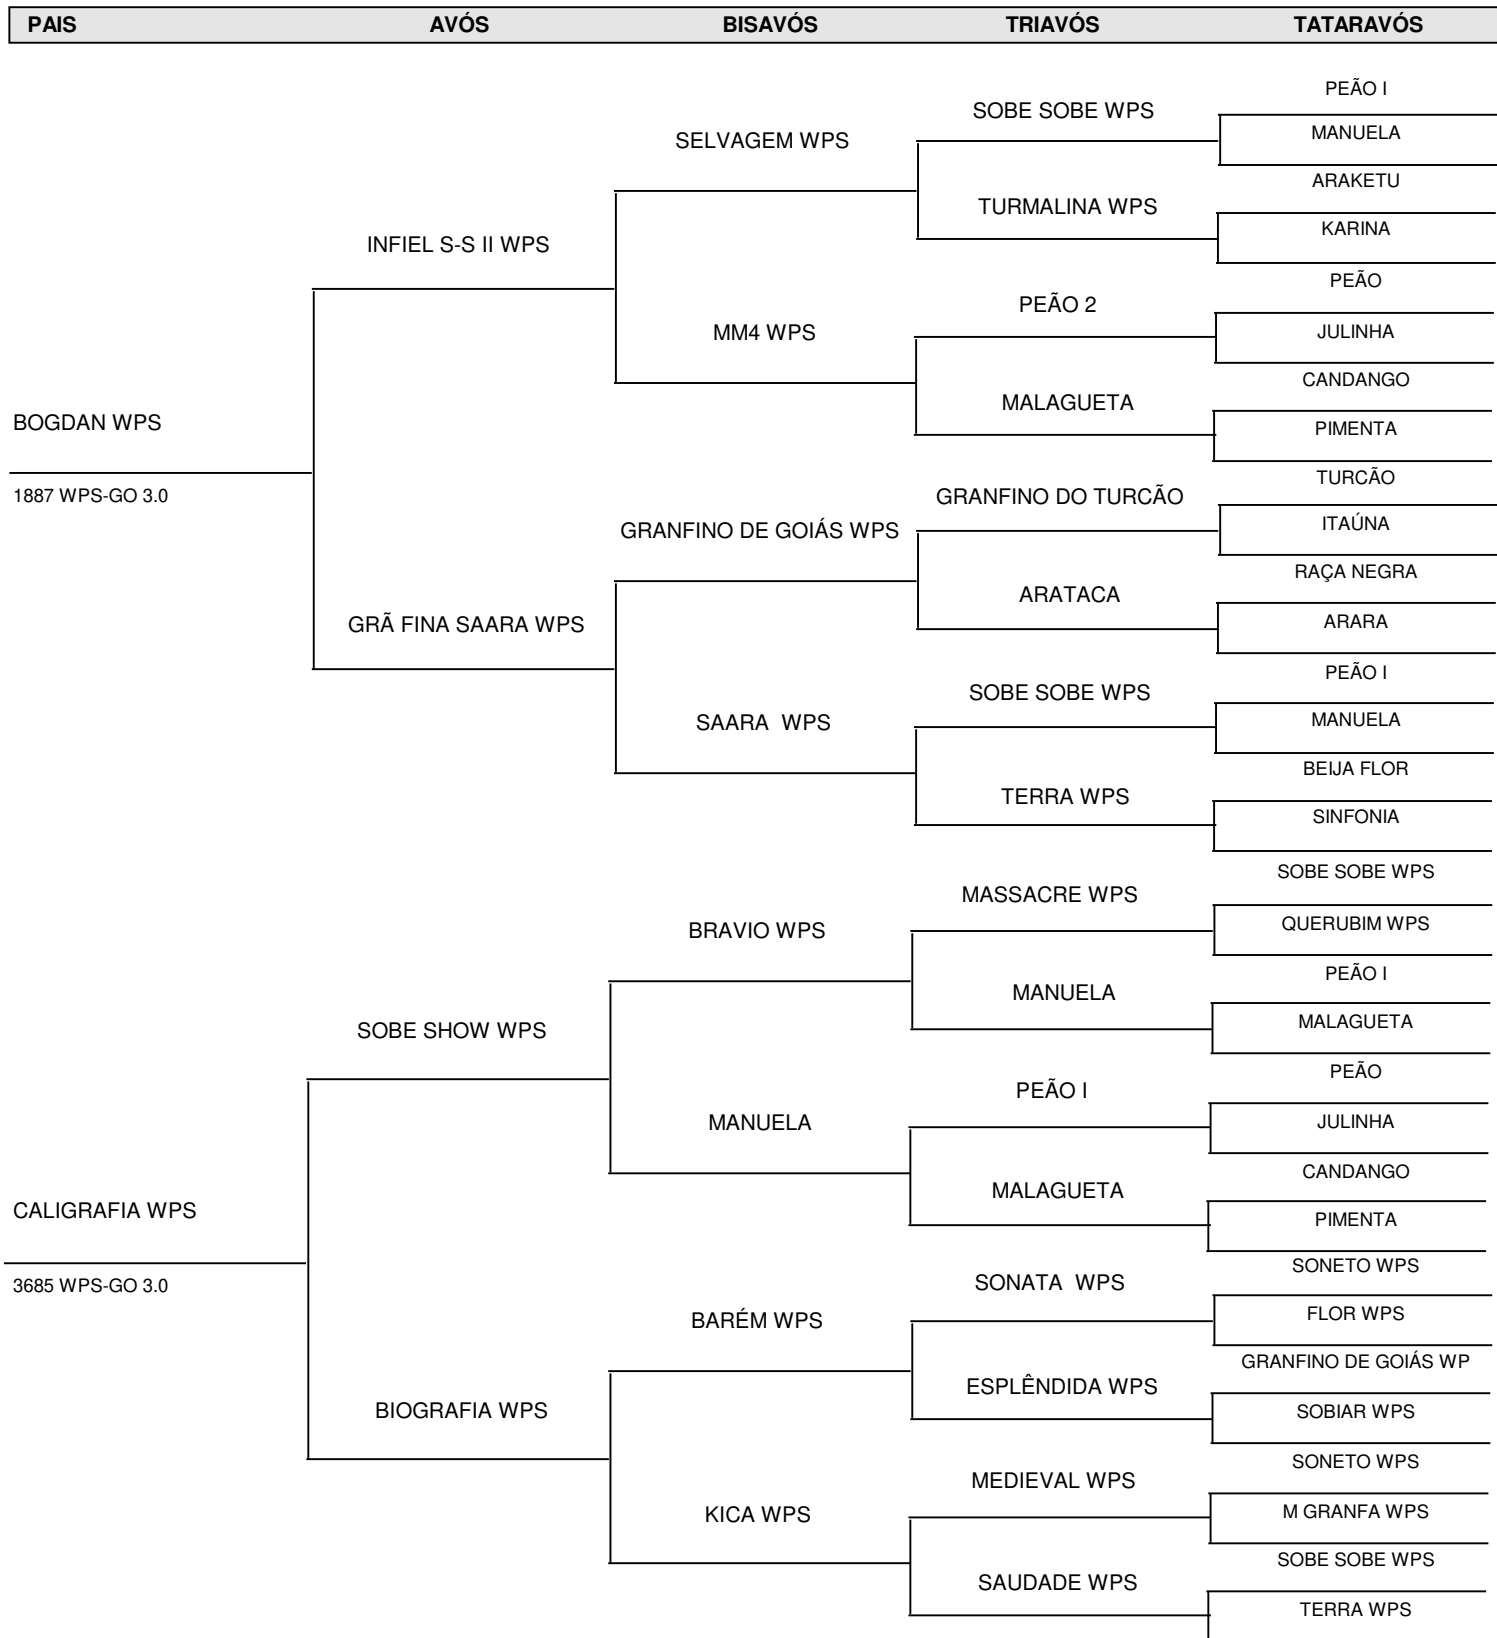 PAIS AVÓS BISAVÓS TRIAVÓS TATARAVÓS
PEÃO I
SOBE SOBE WPS
MANUELA
SELVAGEM WPS
ARAKETU
TURMALINA WPS
KARINA
INFIEL S-S II WPS
PEÃO
PEÃO 2
JULINHA
MM4 WPS
CANDANGO
MALAGUETA
BOGDAN WPS
PIMENTA
TURCÃO
1887 WPS-GO 3.0
GRANFINO DO TURCÃO
ITAÚNA
GRANFINO DE GOIÁS WPS
RAÇA NEGRA
ARATACA
ARARA
GRÃ FINA SAARA WPS
PEÃO I
SOBE SOBE WPS
MANUELA
SAARA  WPS
BEIJA FLOR
TERRA WPS
SINFONIA
SOBE SOBE WPS
MASSACRE WPS
QUERUBIM WPS
BRAVIO WPS
PEÃO I
MANUELA
MALAGUETA
SOBE SHOW WPS
PEÃO
PEÃO I
JULINHA
MANUELA
CANDANGO
MALAGUETA
CALIGRAFIA WPS
PIMENTA
SONETO WPS
3685 WPS-GO 3.0
SONATA  WPS
FLOR WPS
BARÉM WPS
GRANFINO DE GOIÁS WP
ESPLÊNDIDA WPS
BIOGRAFIA WPS
SOBIAR WPS
SONETO WPS
MEDIEVAL WPS
M GRANFA WPS
KICA WPS
SOBE SOBE WPS
SAUDADE WPS
TERRA WPS